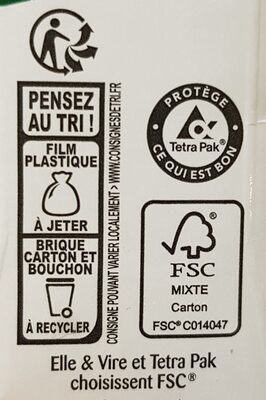 PENSEZ
AU TRI !
FILM
PLASTIQUE
À JETER
BRIQUE
CARTON ET
BOUCHON
À RECYCLER
CONSIGNE POUVANT VARIER LOCALEMENT > WWW.CONSIGNESDETRI.FR
PROTÈGE
Tetra Pak®
CE QUI EST BON
FSC
MIXTE
Carton
FSC® C014047
Elle & Vire et Tetra Pak
choisissent FSC®